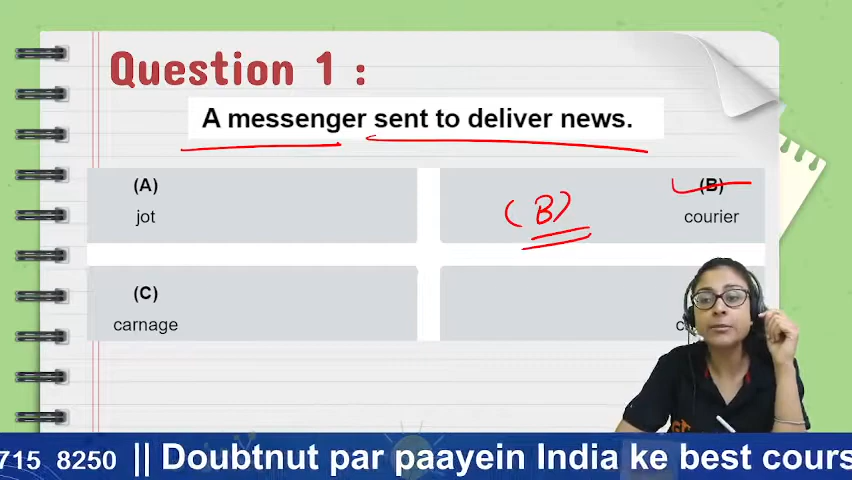 Question 1 :
A messenger sent to deliver news.
(A)
jot
(B)
(B)
courier
(C)
carnage
715 8250 || Doubtnut par paayein India ke best cours